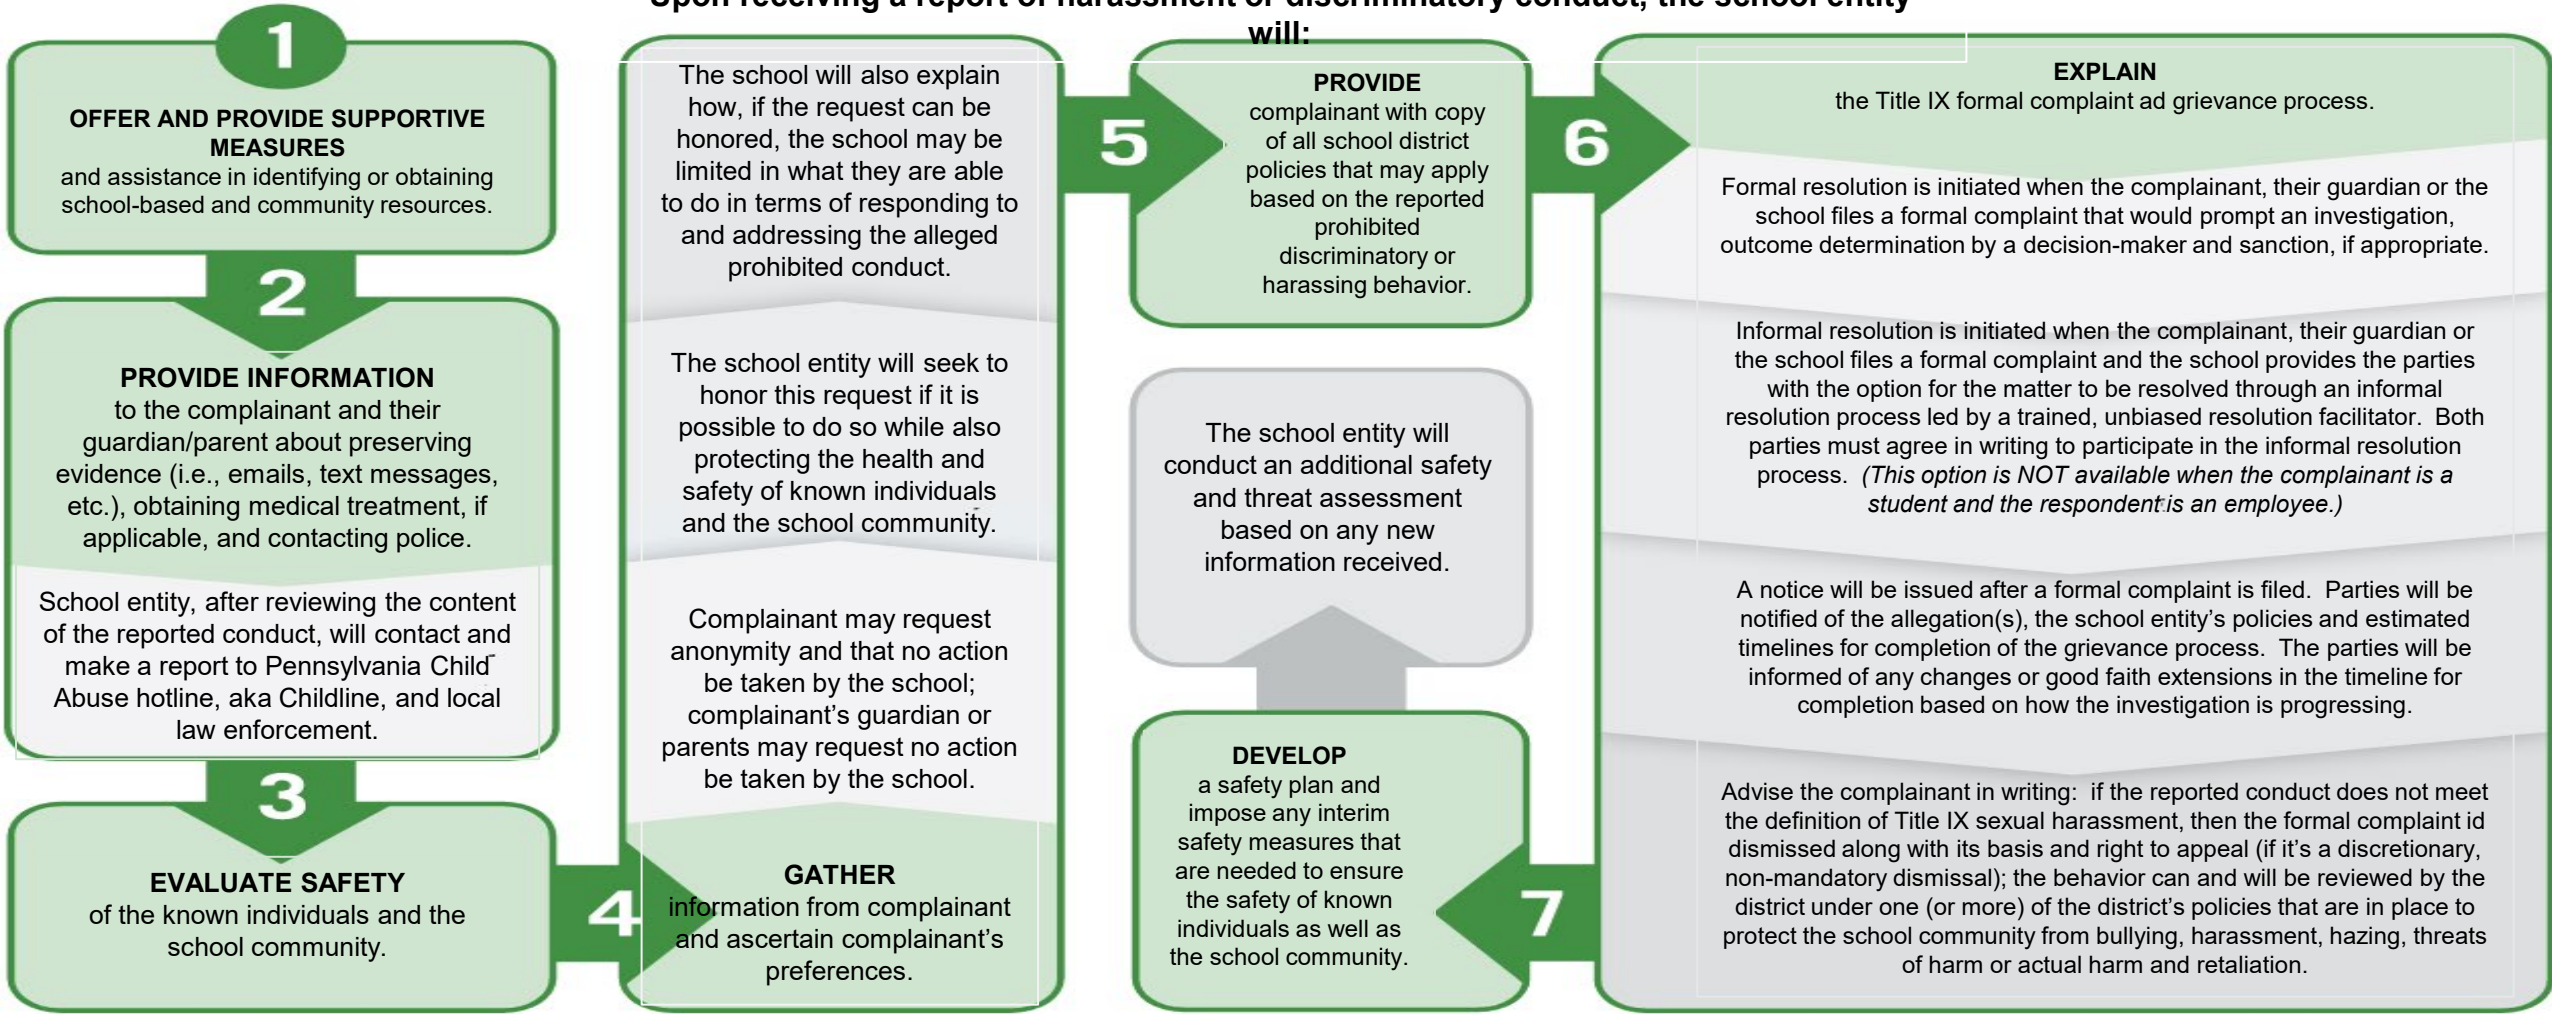 Upon receiving a report of harassment or discriminatory conduct, the school entity
will:
1
OFFER AND PROVIDE SUPPORTIVE
MEASURES
and assistance in identifying or obtaining
school-based and community resources.
2
PROVIDE INFORMATION
to the complainant and their
guardian/parent about preserving
evidence (i.e., emails, text messages,
etc.), obtaining medical treatment, if
applicable, and contacting police.
School entity, after reviewing the content
of the reported conduct, will contact and
make a report to Pennsylvania Child
Abuse hotline, aka Childline, and local
law enforcement.
3
EVALUATE SAFETY
of the known individuals and the
school community.
4
GATHER
information from complainant
and ascertain complainant's
preferences.
Complainant may request
anonymity and that no action
be taken by the school;
complainant's guardian or
parents may request no action
be taken by the school.
The school entity will seek to
honor this request if it is
possible to do so while also
protecting the health and
safety of known individuals
and the school community.
The school will also explain
how, if the request can be
honored, the school may be
limited in what they are able
to do in terms of responding to
and addressing the alleged
prohibited conduct.
5
PROVIDE
complainant with copy
of all school district
policies that may apply
based on the reported
prohibited
discriminatory or
harassing behavior.
6
EXPLAIN
the Title IX formal complaint ad grievance process.
Formal resolution is initiated when the complainant, their guardian or the
school files a formal complaint that would prompt an investigation,
outcome determination by a decision-maker and sanction, if appropriate.
Informal resolution is initiated when the complainant, their guardian or
the school files a formal complaint and the school provides the parties
with the option for the matter to be resolved through an informal
resolution process led by a trained, unbiased resolution facilitator.  Both
parties must agree in writing to participate in the informal resolution
process.  (This option is NOT available when the complainant is a
student and the respondent is an employee.)
A notice will be issued after a formal complaint is filed.  Parties will be
notified of the allegation(s), the school entity's policies and estimated
timelines for completion of the grievance process.  The parties will be
informed of any changes or good faith extensions in the timeline for
completion based on how the investigation is progressing.
Advise the complainant in writing:  if the reported conduct does not meet
the definition of Title IX sexual harassment, then the formal complaint id
dismissed along with its basis and right to appeal (if it's a discretionary,
non-mandatory dismissal); the behavior can and will be reviewed by the
district under one (or more) of the district's policies that are in place to
protect the school community from bullying, harassment, hazing, threats
of harm or actual harm and retaliation.
7
DEVELOP
a safety plan and
impose any interim
safety measures that
are needed to ensure
the safety of known
individuals as well as
the school community.
The school entity will
conduct an additional safety
and threat assessment
based on any new
information received.